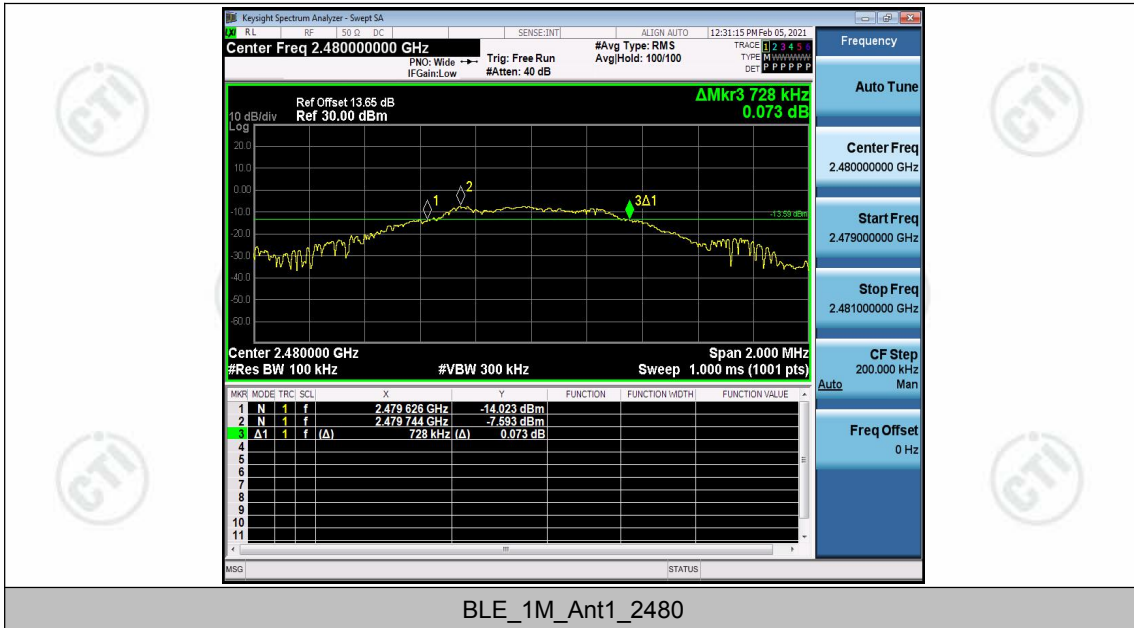 Keysight Spectrum Analyzer - Swept SA
LXI RL RF 50 Ω DC SENSE:INT ALIGN AUTO 12:31:15 PM Feb 05, 2021
Center Freq 2.480000000 GHz
PNO: Wide
IFGain:Low
Trig: Free Run
#Atten: 40 dB
#Avg Type: RMS
Avg|Hold: 100/100
TRACE 1 2 3 4 5 6
TYPE M WWWWW
DET P P P P P P
Frequency
Auto Tune
Center Freq
2.480000000 GHz
Start Freq
2.479000000 GHz
Stop Freq
2.481000000 GHz
CF Step
200.000 kHz
Auto Man
Freq Offset
0 Hz
Ref Offset 13.65 dB
10 dB/div Ref 30.00 dBm
Log
ΔMkr3 728 kHz
0.073 dB
20.0
10.0
0.00
-10.0
-20.0
-30.0
-40.0
-50.0
-60.0
1
2
3Δ1
-13.59 dBm
Center 2.480000 GHz Span 2.000 MHz
#Res BW 100 kHz #VBW 300 kHz Sweep 1.000 ms (1001 pts)
MKR MODE TRC SCL X Y FUNCTION FUNCTION WIDTH FUNCTION VALUE
1 N 1 f 2.479 626 GHz -14.023 dBm
2 N 1 f 2.479 744 GHz -7.593 dBm
3 Δ1 1 f (Δ) 728 kHz (Δ) 0.073 dB
4
5
6
7
8
9
10
11
MSG STATUS
CTI
CTI
CTI
CTI
BLE_1M_Ant1_2480